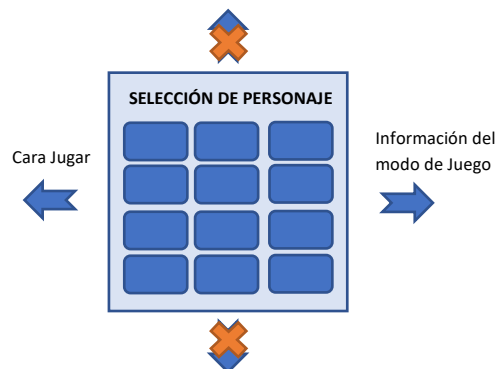 SELECCIÓN DE PERSONAJE
Cara Jugar
Información del
modo de Juego